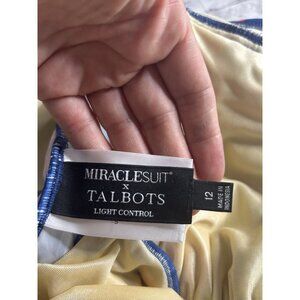 MIRACLESUIT®
x
TALBOTS
LIGHT CONTROL
12
MADE IN
INDONESIA